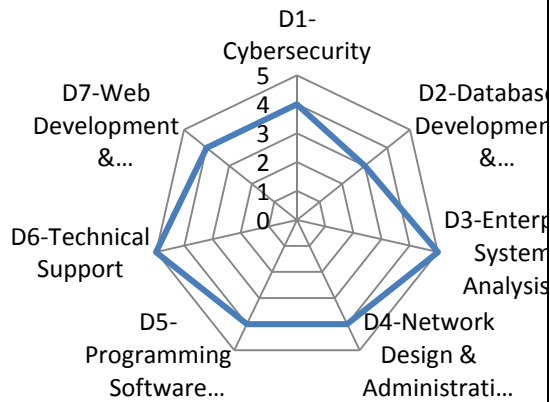 D1-
Cybersecurity
5
4
3
2
1
0
D2-Database
Developmen
&...
D3-Enterp
System
Analysis
D4-Network
Design &
Administrati...
D5-
Programming
Software...
D6-Technical
Support
D7-Web
Development
&...